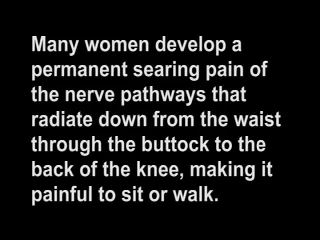 Many women develop a
permanent searing pain of
the nerve pathways that
radiate down from the waist
through the buttock to the
back of the knee, making it
painful to sit or walk.